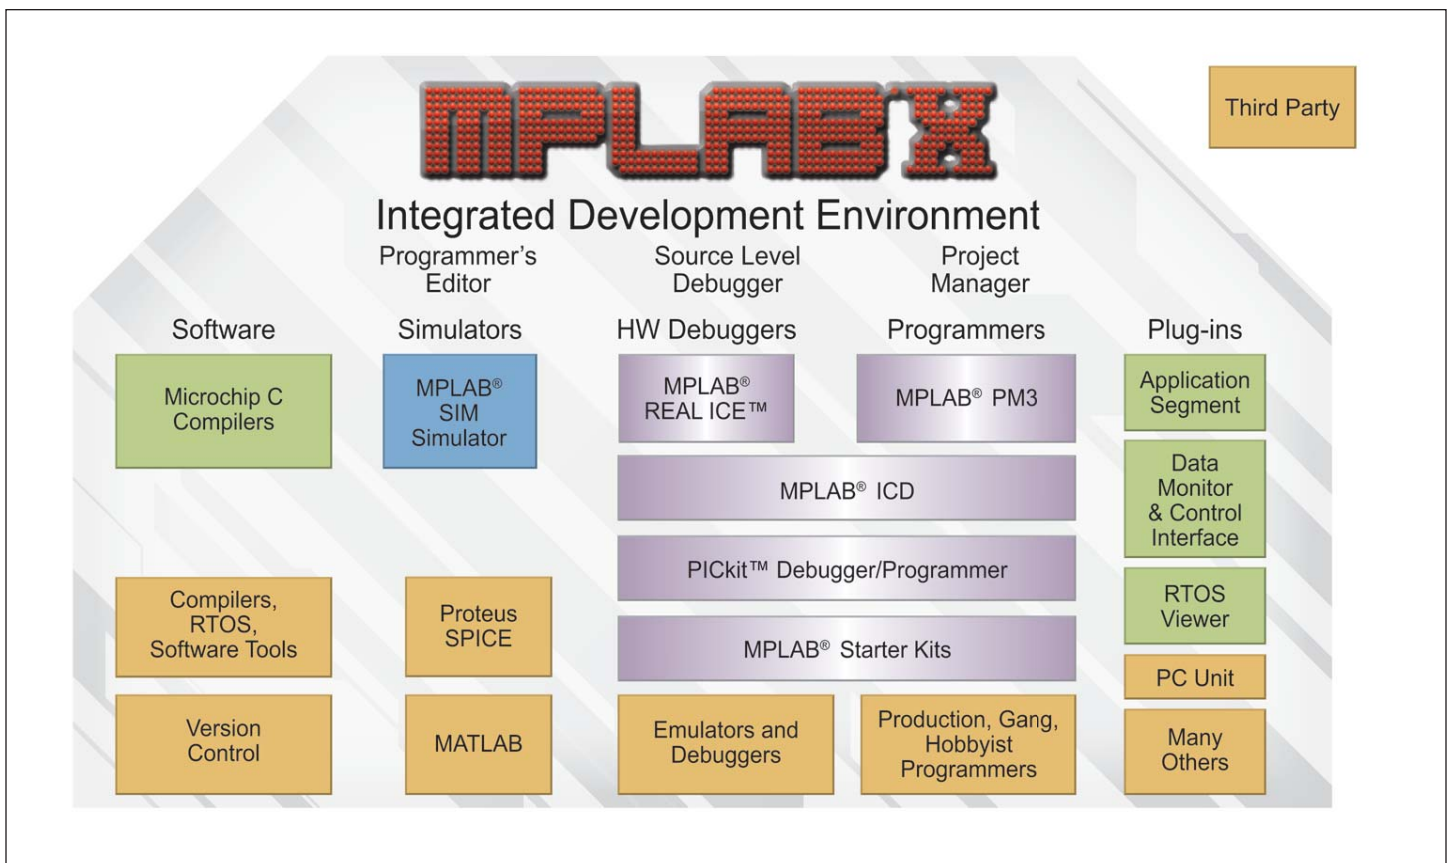 MPLAB X
Third Party
Integrated Development Environment
Programmer’s
Editor
Source Level
Debugger
Project
Manager
Software
Simulators
HW Debuggers
Programmers
Plug-ins
Microchip C
Compilers
MPLAB®
SIM
Simulator
MPLAB®
REAL ICE™
MPLAB® PM3
Application
Segment
MPLAB® ICD
Data
Monitor
& Control
Interface
PICkit™ Debugger/Programmer
RTOS
Viewer
Compilers,
RTOS,
Software Tools
Proteus
SPICE
MPLAB® Starter Kits
PC Unit
Version
Control
MATLAB
Emulators and
Debuggers
Production, Gang,
Hobbyist
Programmers
Many
Others